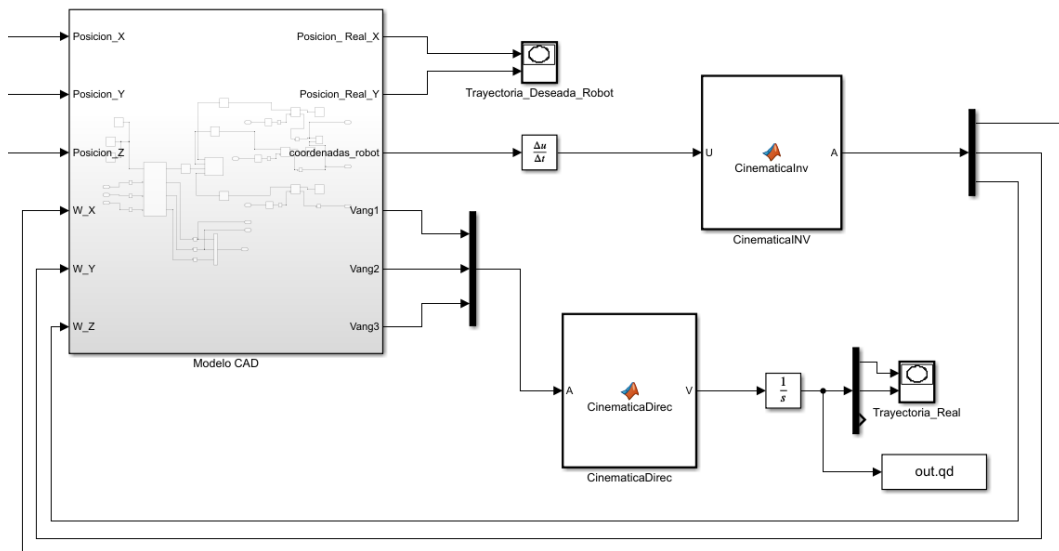 Posicion_X
Posicion_Y
Posicion_Z
W_X
W_Y
W_Z
Posicion_ Real_X
Posicion_Real_Y
coordenadas_robot
Vang1
Vang2
Vang3
Modelo CAD
Trayectoria_Deseada_Robot
Δu
Δt
U
CinematicaInv
A
CinematicaINV
A
CinematicaDirec
V
CinematicaDirec
1
s
Trayectoria_Real
out.qd